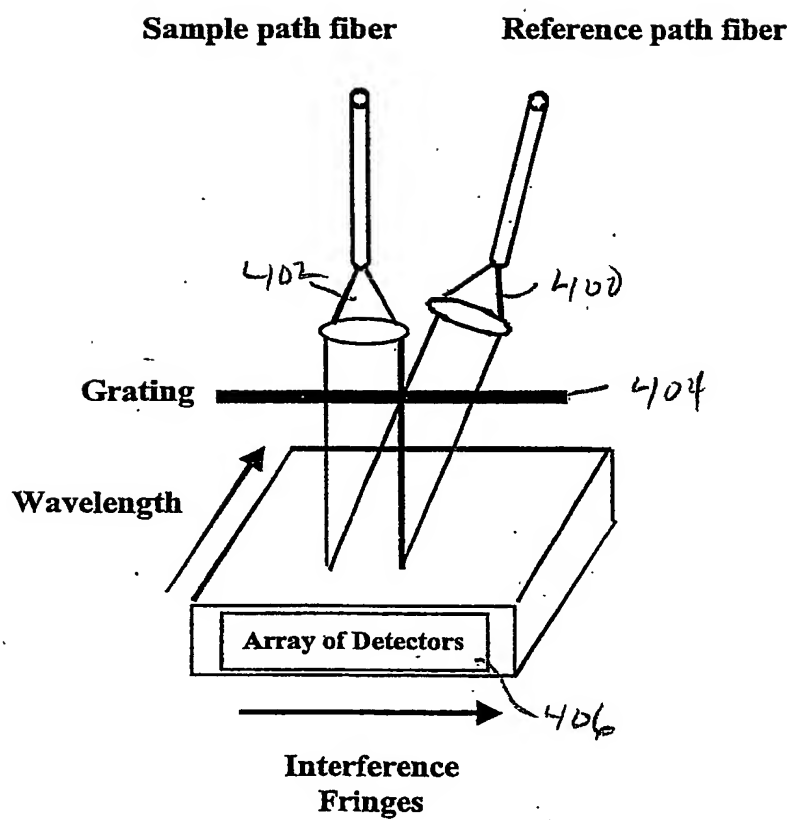 Sample path fiber
Reference path fiber
402
400
Grating
404
Wavelength
Array of Detectors
406
Interference
Fringes